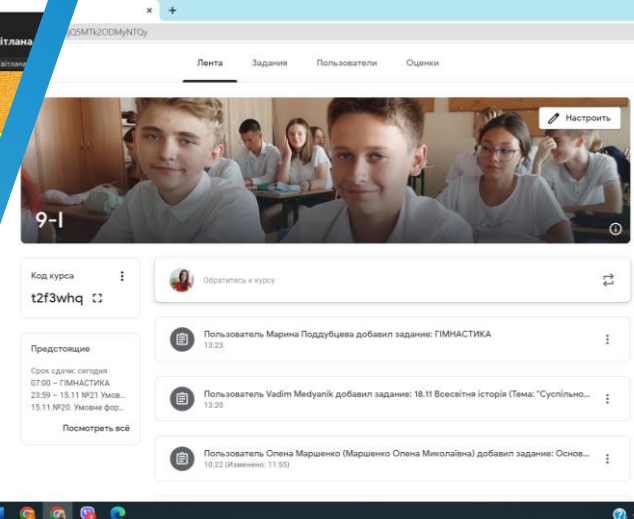 ітлана
Світлана
jQ5MTk2ODMyNTQy
Лента Задания Пользователи Оценки
Настроить
9-І
Код курса
t2f3whq
Обратитесь к курсу
Предстоящие
Срок сдачи: сегодня
07:00 – ГІМНАСТИКА
23:59 – 15.11 №21 Умов...
15.11.№20. Умовне фор...
Посмотреть всё
Пользователь Марина Поддубцева добавил задание: ГІМНАСТИКА
13:23
Пользователь Vadim Medyanik добавил задание: 18.11 Всесвітня історія (Тема: "Суспільно...
13:20
Пользователь Олена Маршенко (Маршенко Олена Миколаївна) добавил задание: Основ...
10:22 (Изменено: 11:55)